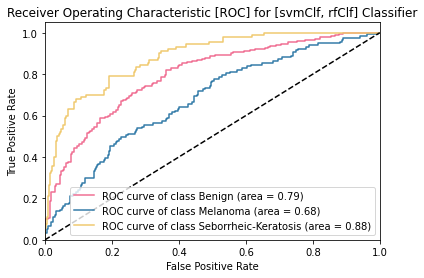 Receiver Operating Characteristic [ROC] for [svmClf, rfClf] Classifier
1.0
0.8
0.6
0.4
0.2
0.0
True Positive Rate
ROC curve of class Benign (area = 0.79)
ROC curve of class Melanoma (area = 0.68)
ROC curve of class Seborrheic-Keratosis (area = 0.88)
0.0 0.2 0.4 0.6 0.8 1.0
False Positive Rate